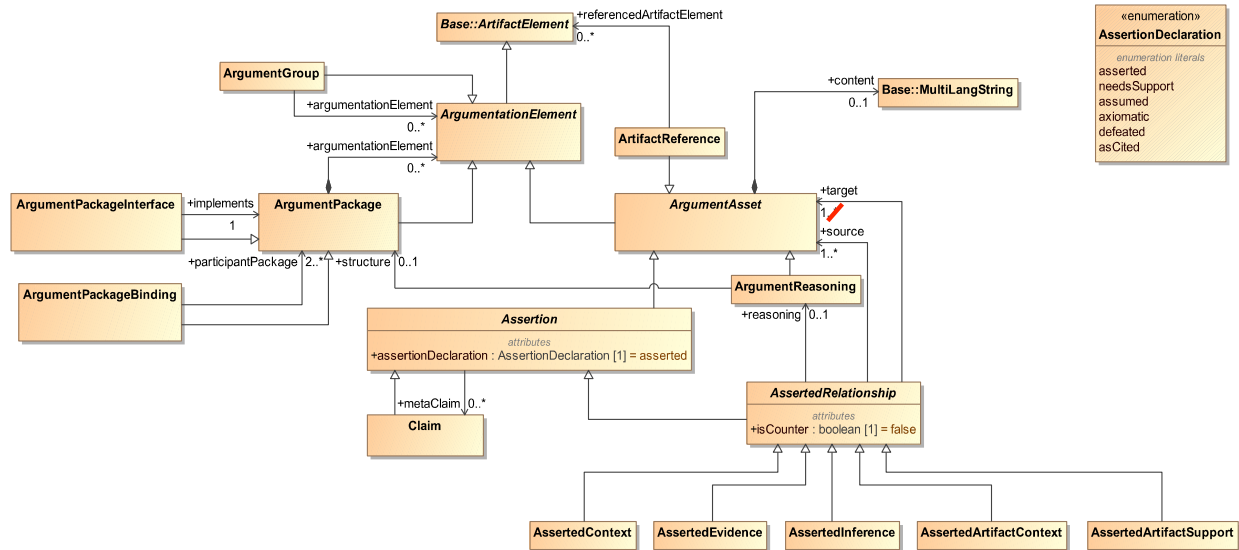 Base::ArtifactElement
+referencedArtifactElement
0..*
«enumeration»
AssertionDeclaration
enumeration literals
asserted
needsSupport
assumed
axiomatic
defeated
asCited
ArgumentGroup
+argumentationElement
0..*
ArgumentationElement
+argumentationElement
0..*
+content
0..1
Base::MultiLangString
ArtifactReference
ArgumentPackageInterface
+implements
1
ArgumentPackage
ArgumentAsset
+target
1
+source
1..*
+participantPackage
2..*
+structure
0..1
ArgumentPackageBinding
ArgumentReasoning
+reasoning
0..1
Assertion
attributes
+assertionDeclaration : AssertionDeclaration [1] = asserted
+metaClaim
0..*
Claim
AssertedRelationship
attributes
+isCounter : boolean [1] = false
AssertedContext
AssertedEvidence
AssertedInference
AssertedArtifactContext
AssertedArtifactSupport